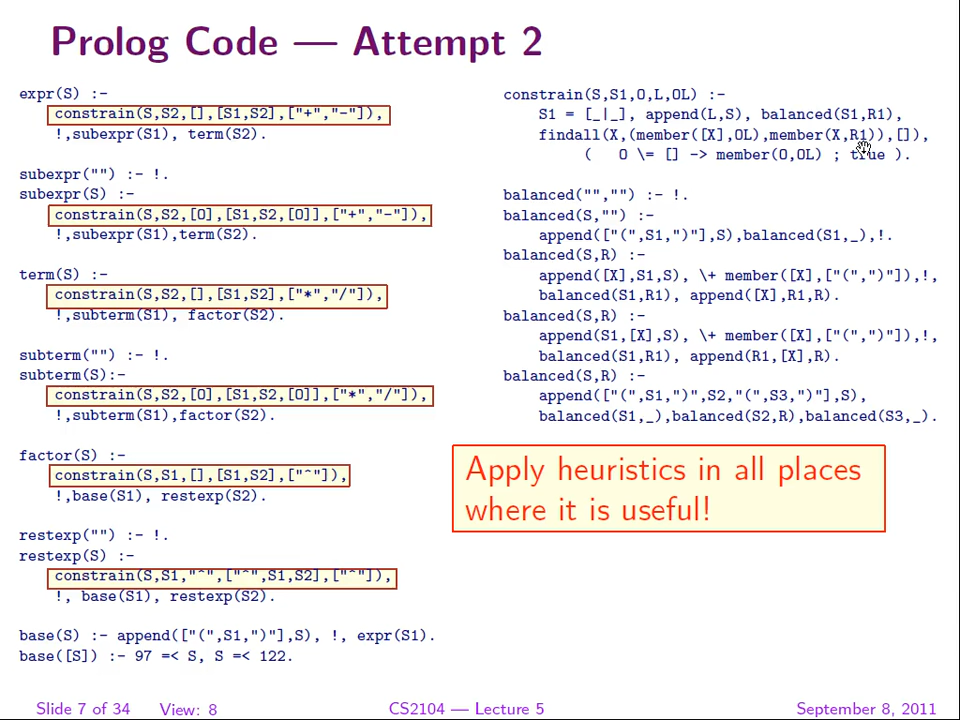 Prolog Code — Attempt 2
expr(S) :-
constrain(S,S2,[],[S1,S2],["+","-"]),
!,subexpr(S1), term(S2).
subexpr("") :- !.
subexpr(S) :-
constrain(S,S2,[O],[S1,S2,[O]],["+","-"]),
!,subexpr(S1),term(S2).
term(S) :-
constrain(S,S2,[],[S1,S2],["*","/"]),
!,subterm(S1), factor(S2).
subterm("") :- !.
subterm(S):-
constrain(S,S2,[O],[S1,S2,[O]],["*","/"]),
!,subterm(S1),factor(S2).
factor(S) :-
constrain(S,S1,[],[S1,S2],["^"]),
!,base(S1), restexp(S2).
restexp("") :- !.
restexp(S) :-
constrain(S,S1,"^",["^",S1,S2],["^"]),
!, base(S1), restexp(S2).
base(S) :- append(["(",S1,")"],S), !, expr(S1).
base([S]) :- 97 =< S, S =< 122.
constrain(S,S1,O,L,OL) :-
S1 = [_|_], append(L,S), balanced(S1,R1),
findall(X,(member([X],OL),member(X,R1)),[]),
( O \= [] -> member(O,OL) ; true ).
balanced("","") :- !.
balanced(S,"") :-
append(["(",S1,")"],S),balanced(S1,_),!.
balanced(S,R) :-
append([X],S1,S), \+ member([X],["(",")"]),!,
balanced(S1,R1), append([X],R1,R).
balanced(S,R) :-
append(S1,[X],S), \+ member([X],["(",")"]),!,
balanced(S1,R1), append(R1,[X],R).
balanced(S,R) :-
append(["(",S1,")",S2,"(",S3,")"],S),
balanced(S1,_),balanced(S2,R),balanced(S3,_).
Apply heuristics in all places
where it is useful!
Slide 7 of 34 View: 8 CS2104 — Lecture 5 September 8, 2011